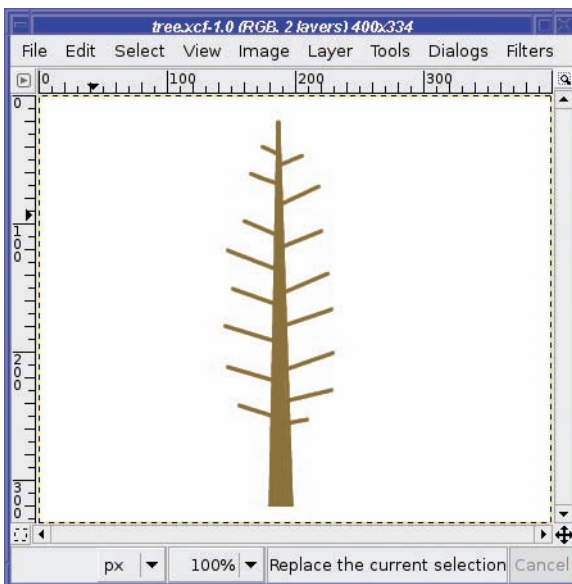 tree.xcf-1.0 (RGB, 2 layers) 400x334
File Edit Select View Image Layer Tools Dialogs Filters
0 100 200 300
0
100
200
300
px 100% Replace the current selection Cancel